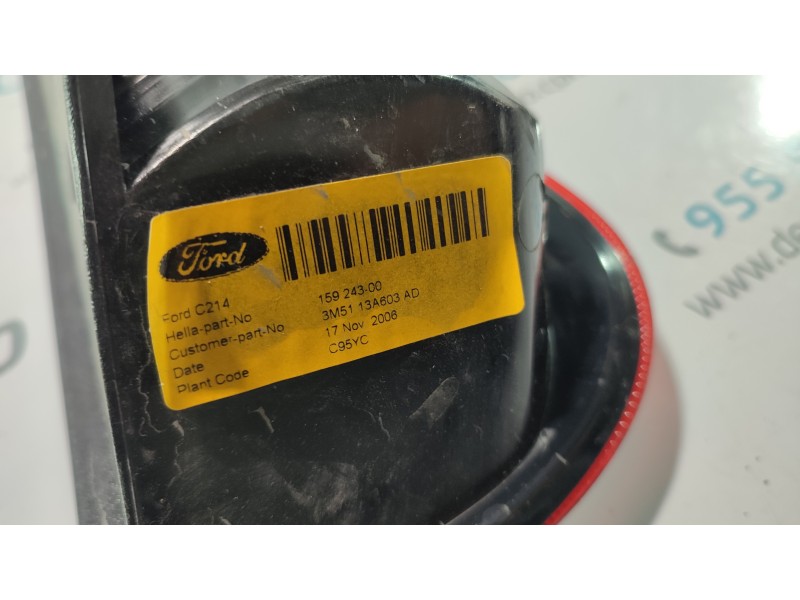 Ford
Ford C214
Hella-part-No 159 243-00
Customer-part-No 3M51 13A603 AD
Date 17 Nov 2006
Plant Code C95YC
955
www.de